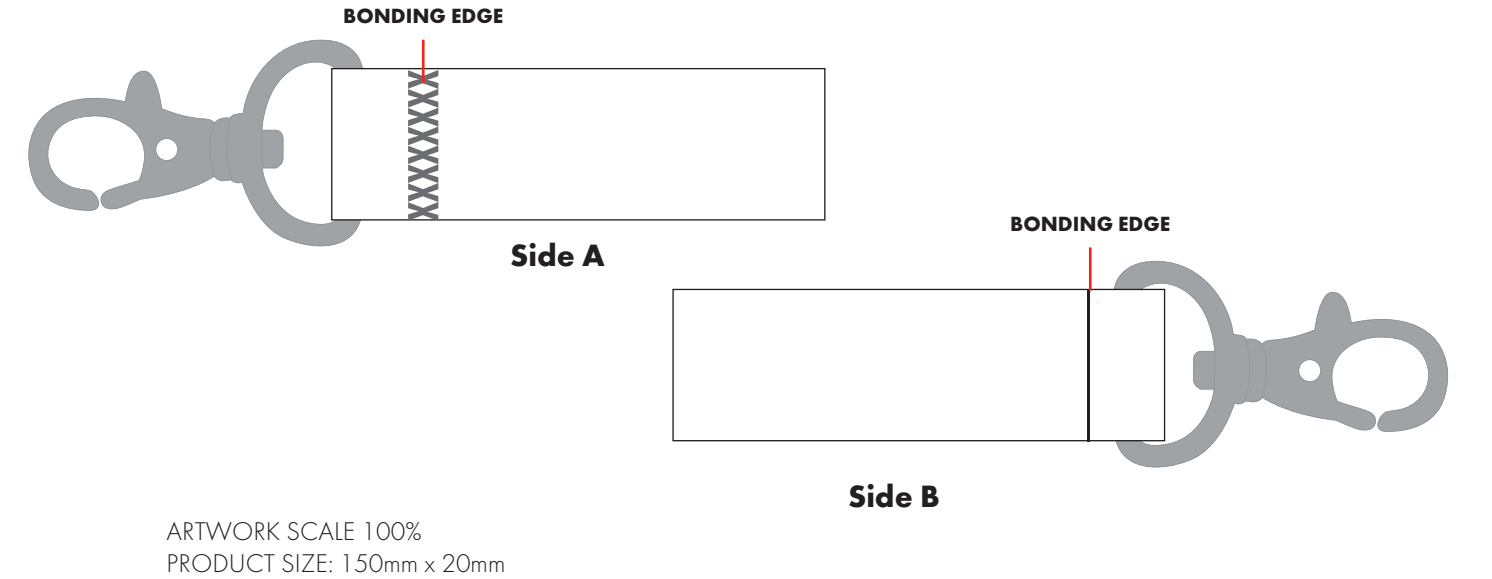 BONDING EDGE
Side A
BONDING EDGE
Side B
ARTWORK SCALE 100%
PRODUCT SIZE: 150mm x 20mm